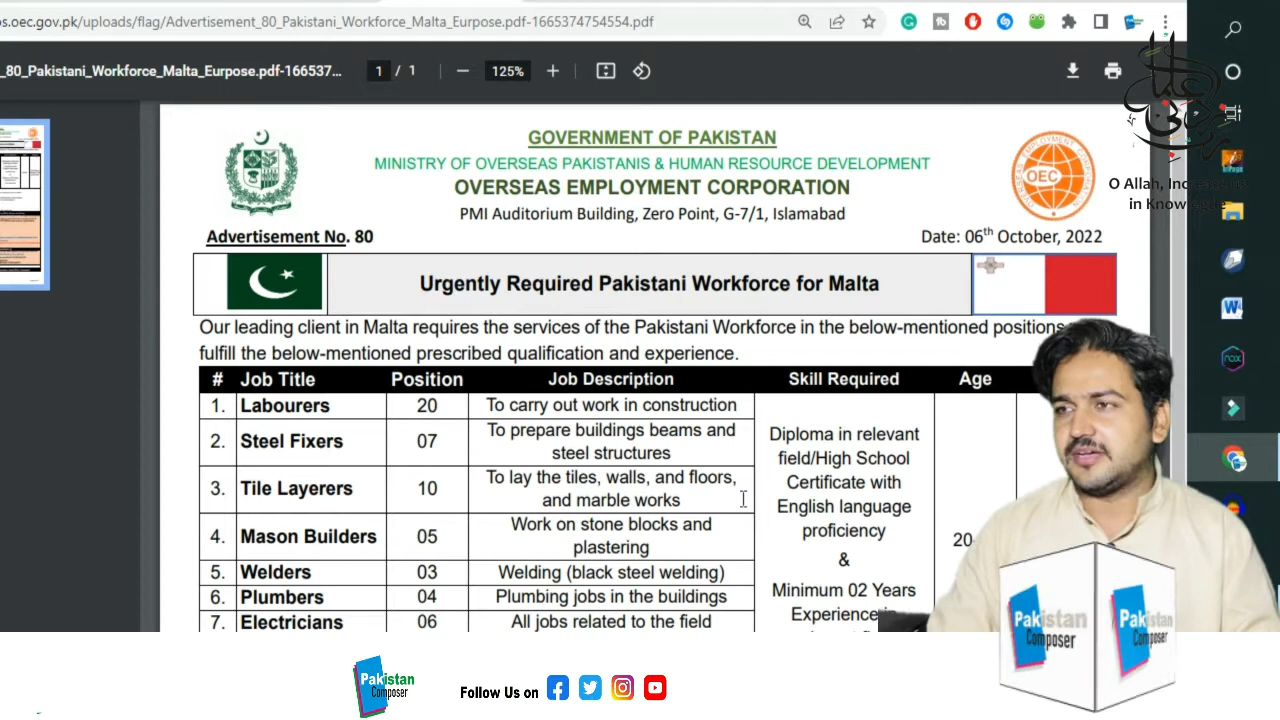 os.oec.gov.pk/uploads/flag/Advertisement_80_Pakistani_Workforce_Malta_Eurpose.pdf-1665374754554.pdf
_80_Pakistani_Workforce_Malta_Eurpose.pdf-166537...
1 / 1
125%
GOVERNMENT OF PAKISTAN
MINISTRY OF OVERSEAS PAKISTANIS & HUMAN RESOURCE DEVELOPMENT
OVERSEAS EMPLOYMENT CORPORATION
PMI Auditorium Building, Zero Point, G-7/1, Islamabad
OEC
O Allah, Increase
in Knowledge
Advertisement No. 80
Date: 06th October, 2022
Urgently Required Pakistani Workforce for Malta
Our leading client in Malta requires the services of the Pakistani Workforce in the below-mentioned positions
fulfill the below-mentioned prescribed qualification and experience.
# Job Title Position Job Description Skill Required Age
1. Labourers 20 To carry out work in construction
2. Steel Fixers 07 To prepare buildings beams and
steel structures
3. Tile Layerers 10 To lay the tiles, walls, and floors,
and marble works
4. Mason Builders 05 Work on stone blocks and
plastering
5. Welders 03 Welding (black steel welding)
6. Plumbers 04 Plumbing jobs in the buildings
7. Electricians 06 All jobs related to the field
Diploma in relevant
field/High School
Certificate with
English language
proficiency
&
Minimum 02 Years
Experience in
20
Pakistan
Composer
Pakistan
Composer
Pakistan
Composer
Follow Us on